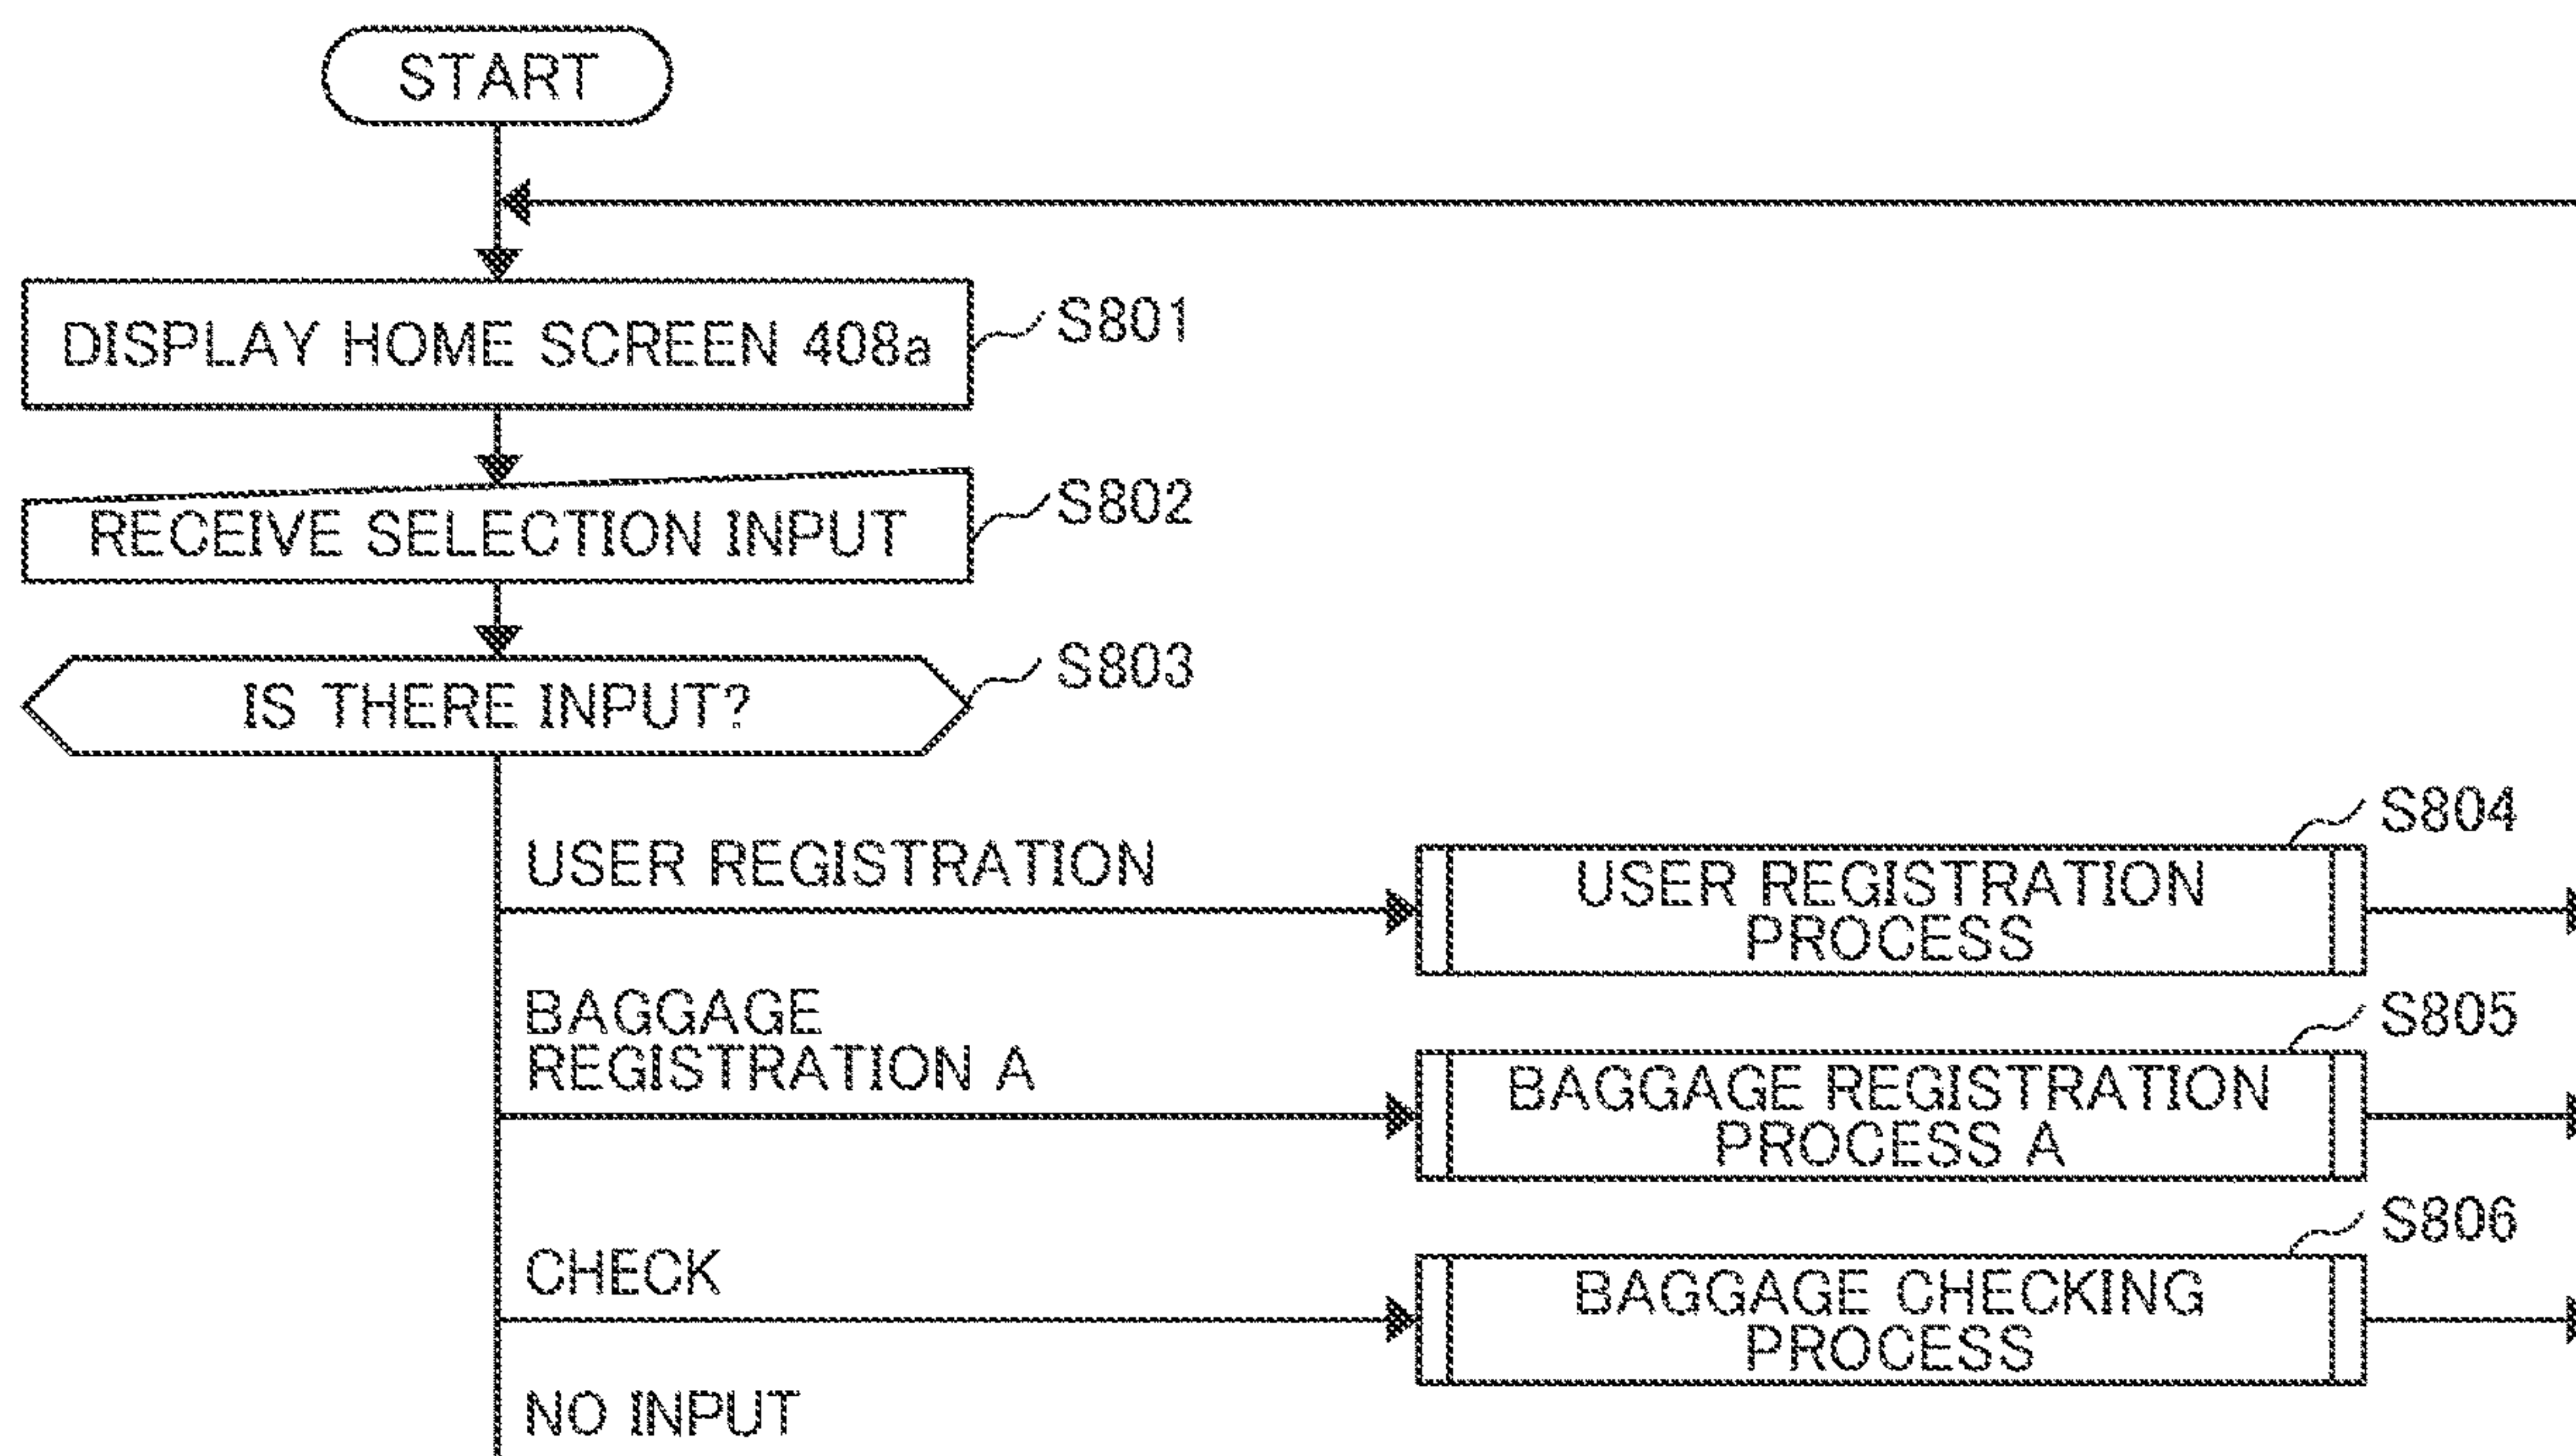 START
DISPLAY HOME SCREEN 408a
S801
RECEIVE SELECTION INPUT
S802
IS THERE INPUT?
S803
USER REGISTRATION
USER REGISTRATION
PROCESS
S804
BAGGAGE
REGISTRATION A
BAGGAGE REGISTRATION
PROCESS A
S805
CHECK
BAGGAGE CHECKING
PROCESS
S806
NO INPUT